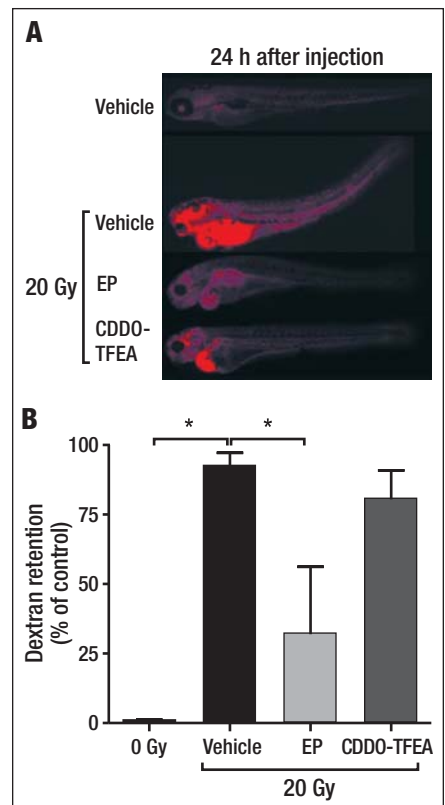 A
24 h after injection
Vehicle
Vehicle
20 Gy
EP
CDDO-
TFEA
B
* *
100
75
50
25
0
Dextran retention
(% of control)
0 Gy Vehicle EP CDDO-TFEA
20 Gy